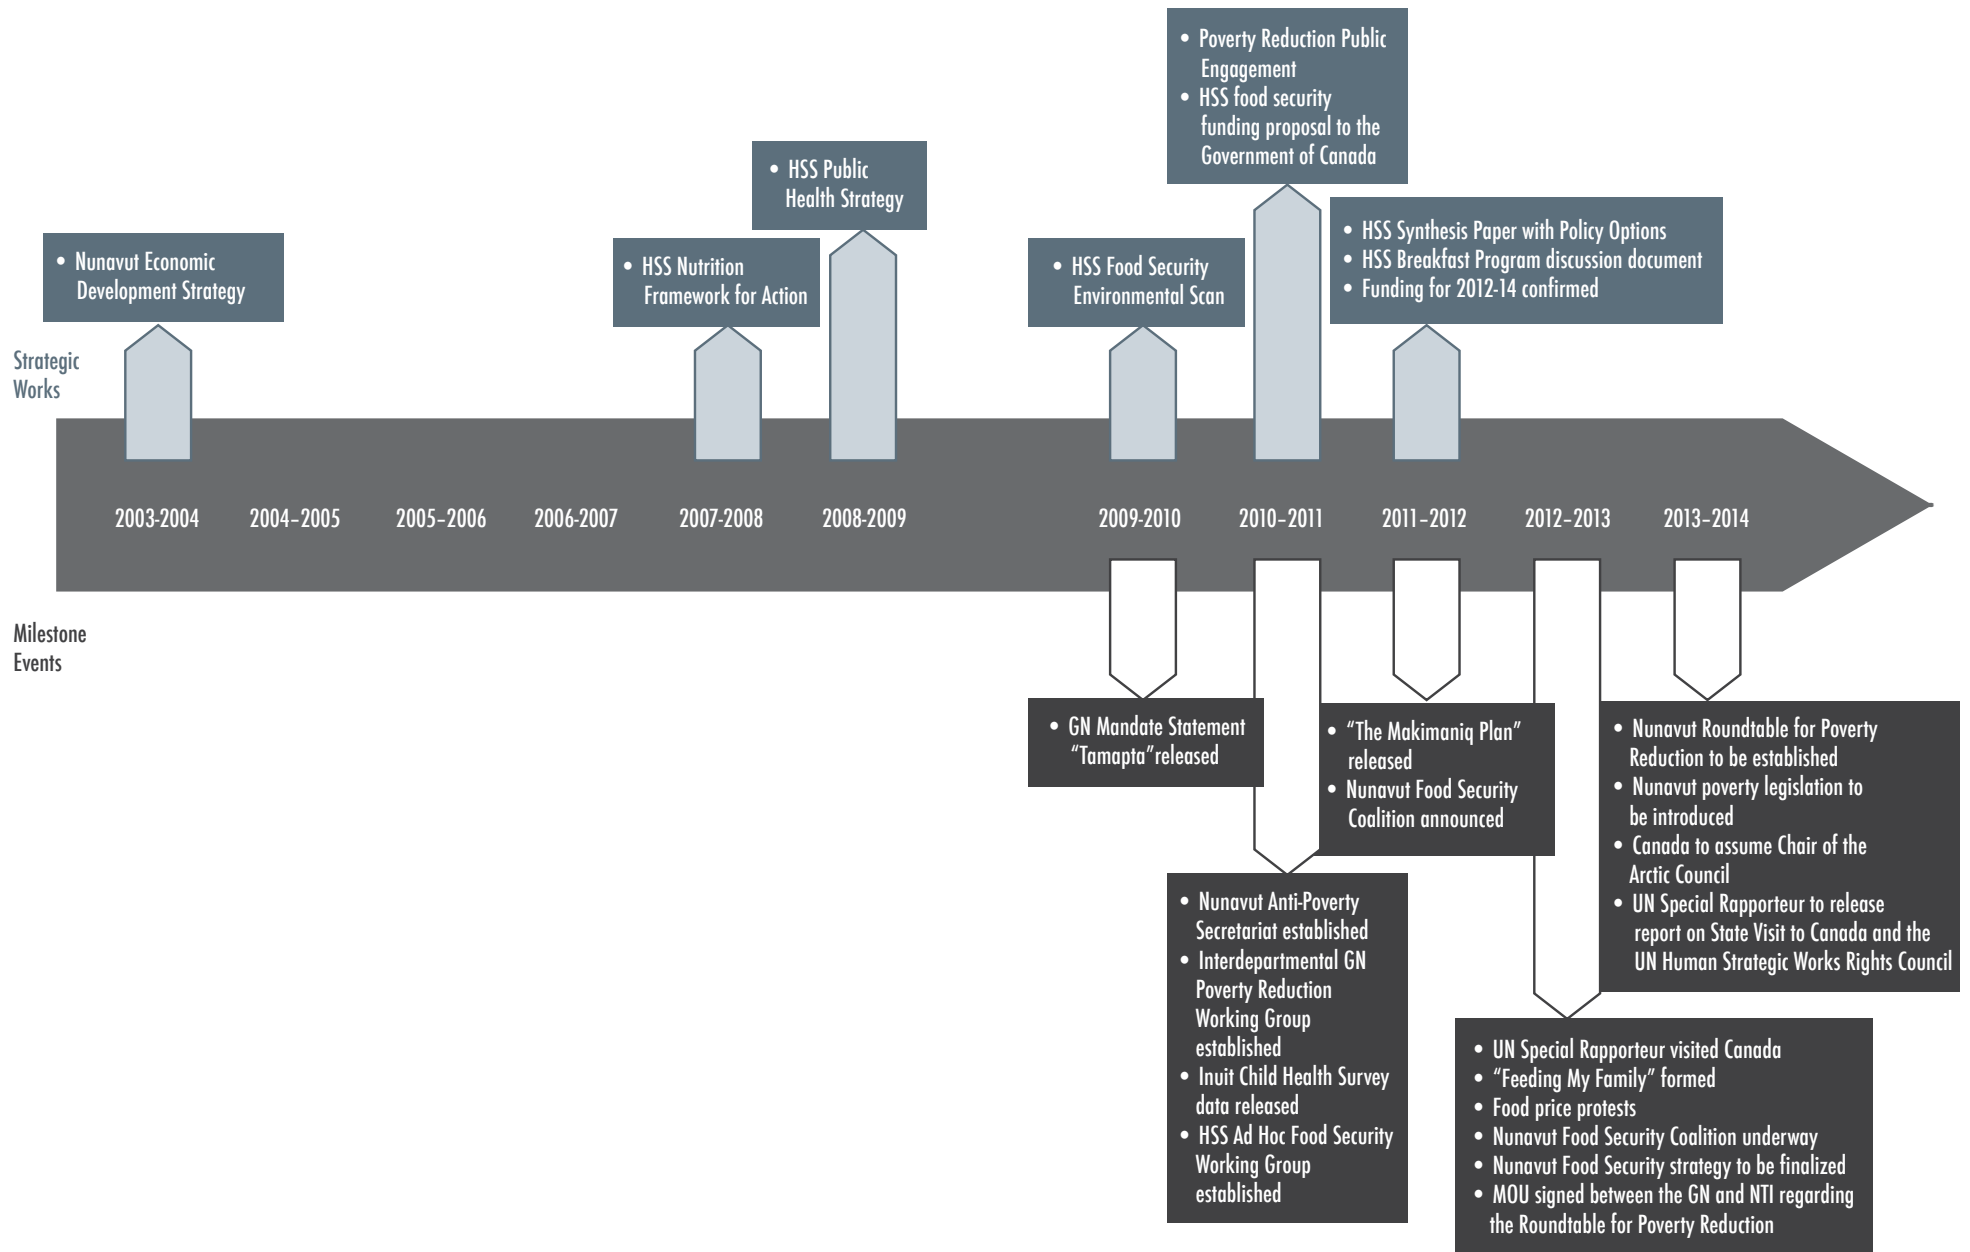 • Poverty Reduction Public
Engagement
• HSS food security
funding proposal to the
Government of Canada
• HSS Public
Health Strategy
• Nunavut Economic
Development Strategy
• HSS Nutrition
Framework for Action
• HSS Food Security
Environmental Scan
• HSS Synthesis Paper with Policy Options
• HSS Breakfast Program discussion document
• Funding for 2012-14 confirmed
Strategic
Works
2003-2004 2004–2005 2005–2006 2006-2007 2007-2008 2008-2009 2009-2010 2010–2011 2011–2012 2012–2013 2013–2014
Milestone
Events
• GN Mandate Statement
“Tamapta”released
• “The Makimaniq Plan”
released
• Nunavut Food Security
Coalition announced
• Nunavut Roundtable for Poverty
Reduction to be established
• Nunavut poverty legislation to
be introduced
• Canada to assume Chair of the
Arctic Council
• UN Special Rapporteur to release
report on State Visit to Canada and the
UN Human Strategic Works Rights Council
• Nunavut Anti-Poverty
Secretariat established
• Interdepartmental GN
Poverty Reduction
Working Group
established
• Inuit Child Health Survey
data released
• HSS Ad Hoc Food Security
Working Group
established
• UN Special Rapporteur visited Canada
• “Feeding My Family” formed
• Food price protests
• Nunavut Food Security Coalition underway
• Nunavut Food Security strategy to be finalized
• MOU signed between the GN and NTI regarding
the Roundtable for Poverty Reduction